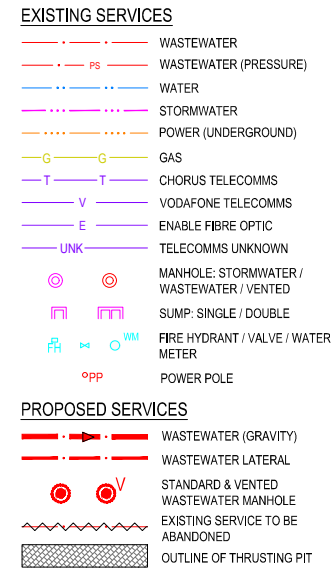 EXISTING SERVICES
WASTEWATER
PS WASTEWATER (PRESSURE)
WATER
STORMWATER
POWER (UNDERGROUND)
G G GAS
T T CHORUS TELECOMMS
V VODAFONE TELECOMMS
E ENABLE FIBRE OPTIC
UNK TELECOMMS UNKNOWN
MANHOLE: STORMWATER /
WASTEWATER / VENTED
SUMP: SINGLE / DOUBLE
FH WM FIRE HYDRANT / VALVE / WATER
METER
PP POWER POLE
PROPOSED SERVICES
WASTEWATER (GRAVITY)
WASTEWATER LATERAL
V STANDARD & VENTED
WASTEWATER MANHOLE
EXISTING SERVICE TO BE
ABANDONED
OUTLINE OF THRUSTING PIT